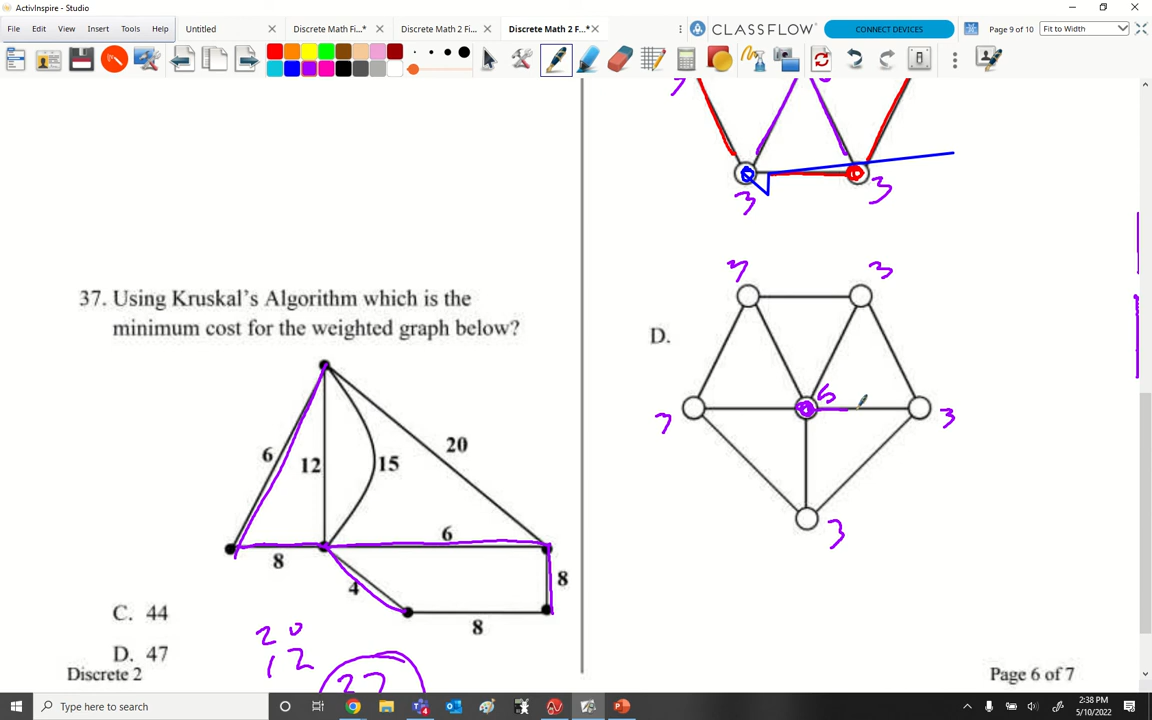 ActivInspire - Studio
File Edit View Insert Tools Help
Untitled
Discrete Math Fi...*
Discrete Math 2 Fi...
Discrete Math 2 F...*
CLASSFLOW
CONNECT DEVICES
Page 9 of 10
Fit to Width
3
3
3
37. Using Kruskal's Algorithm which is the
minimum cost for the weighted graph below?
6
12
15
20
6
8
4
8
8
C. 44
D. 47
20
12
Discrete 2
D.
3
3
5
3
3
3
Page 6 of 7
Type here to search
2:38 PM
5/10/2022